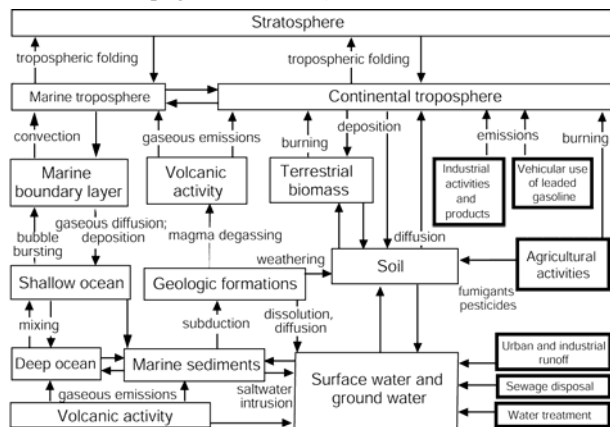 Stratosphere
tropospheric folding
tropospheric folding
Marine troposphere
Continental troposphere
convection
gaseous emissions
burning
deposition
emissions
burning
Marine
boundary layer
Volcanic
activity
Terrestrial
biomass
Industrial
activities
and
products
Vehicular use
of leaded
gasoline
gaseous diffusion;
deposition
bubble
bursting
magma degassing
diffusion
weathering
Shallow ocean
Geologic formations
Soil
Agricultural
activities
fumigants
pesticides
mixing
subduction
dissolution,
diffusion
Deep ocean
Marine sediments
Surface water and
ground water
Urban and industrial
runoff
gaseous emissions
saltwater
intrusion
Sewage disposal
Volcanic activity
Water treatment